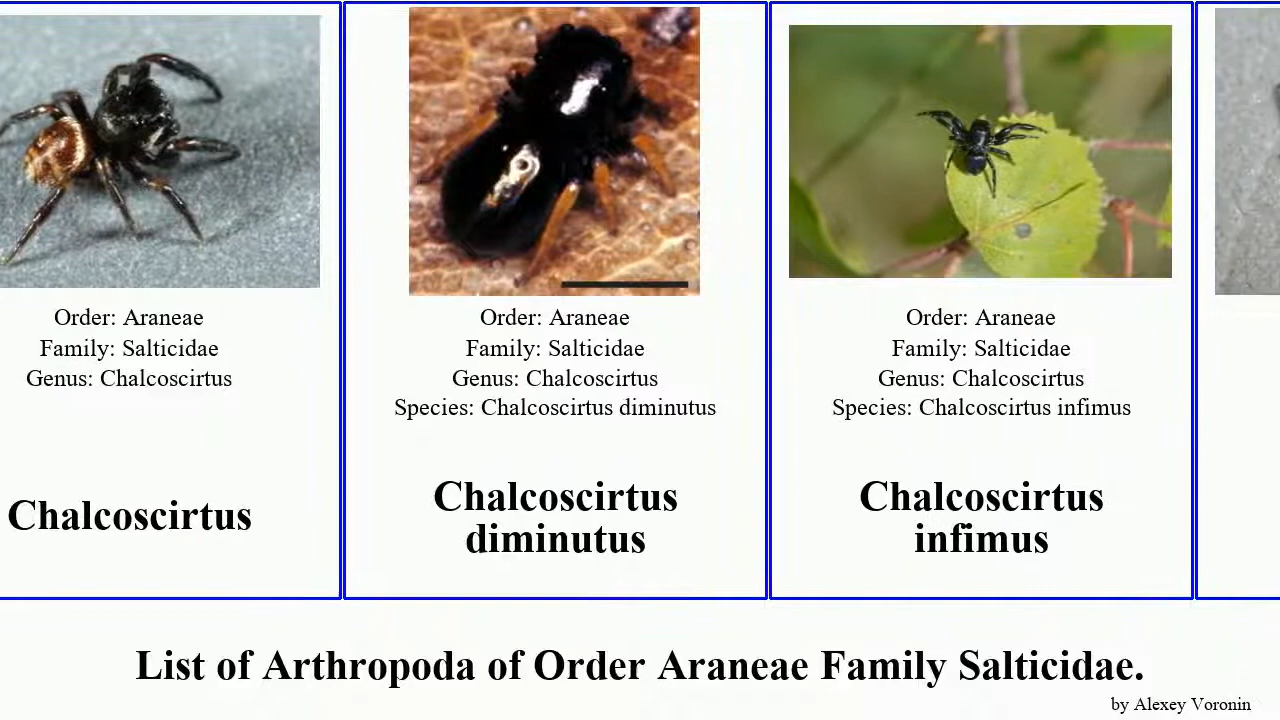 Order: Araneae
Family: Salticidae
Genus: Chalcoscirtus
Chalcoscirtus
Order: Araneae
Family: Salticidae
Genus: Chalcoscirtus
Species: Chalcoscirtus diminutus
Chalcoscirtus
diminutus
Order: Araneae
Family: Salticidae
Genus: Chalcoscirtus
Species: Chalcoscirtus infimus
Chalcoscirtus
infimus
List of Arthropoda of Order Araneae Family Salticidae.
by Alexey Voronin